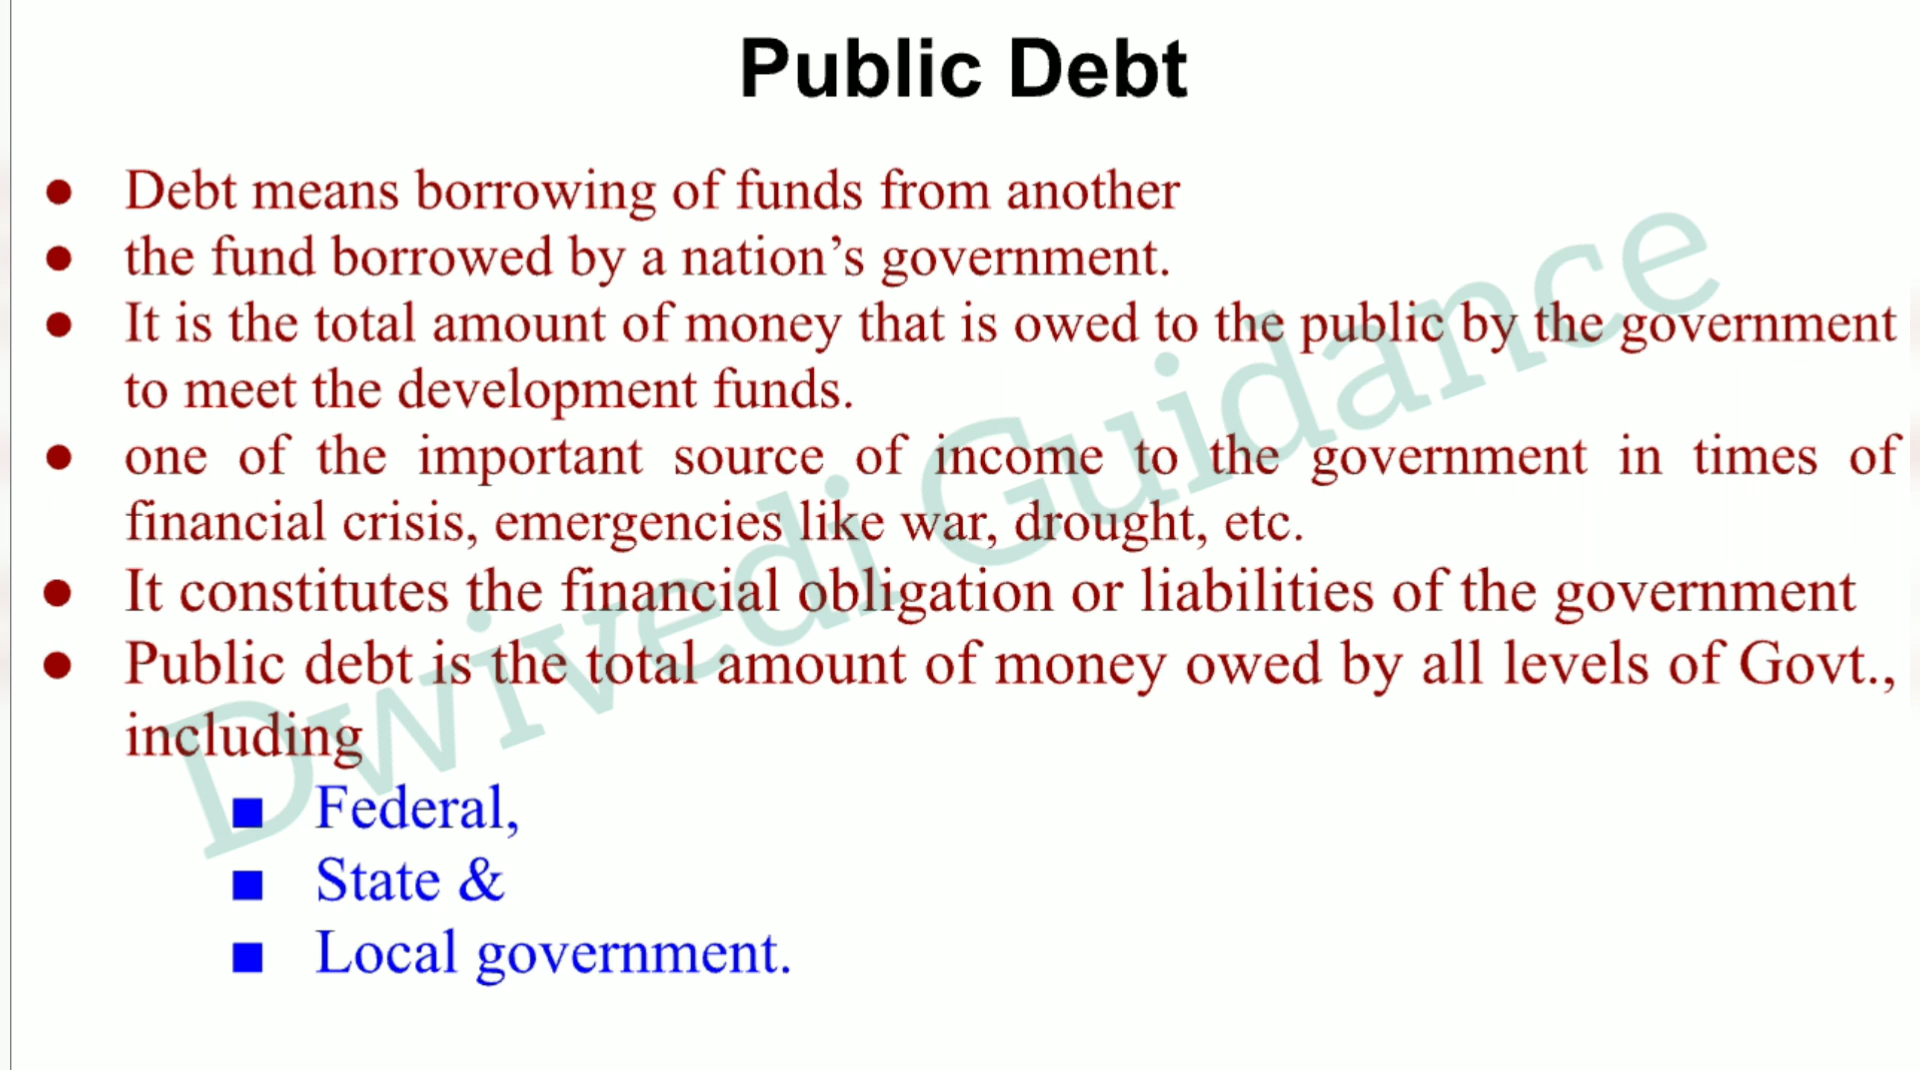 Public Debt
● Debt means borrowing of funds from another
● the fund borrowed by a nation’s government.
● It is the total amount of money that is owed to the public by the government
to meet the development funds.
● one of the important source of income to the government in times of
financial crisis, emergencies like war, drought, etc.
● It constitutes the financial obligation or liabilities of the government
● Public debt is the total amount of money owed by all levels of Govt.,
including
■ Federal,
■ State &
■ Local government.
Dwivedi Guidance